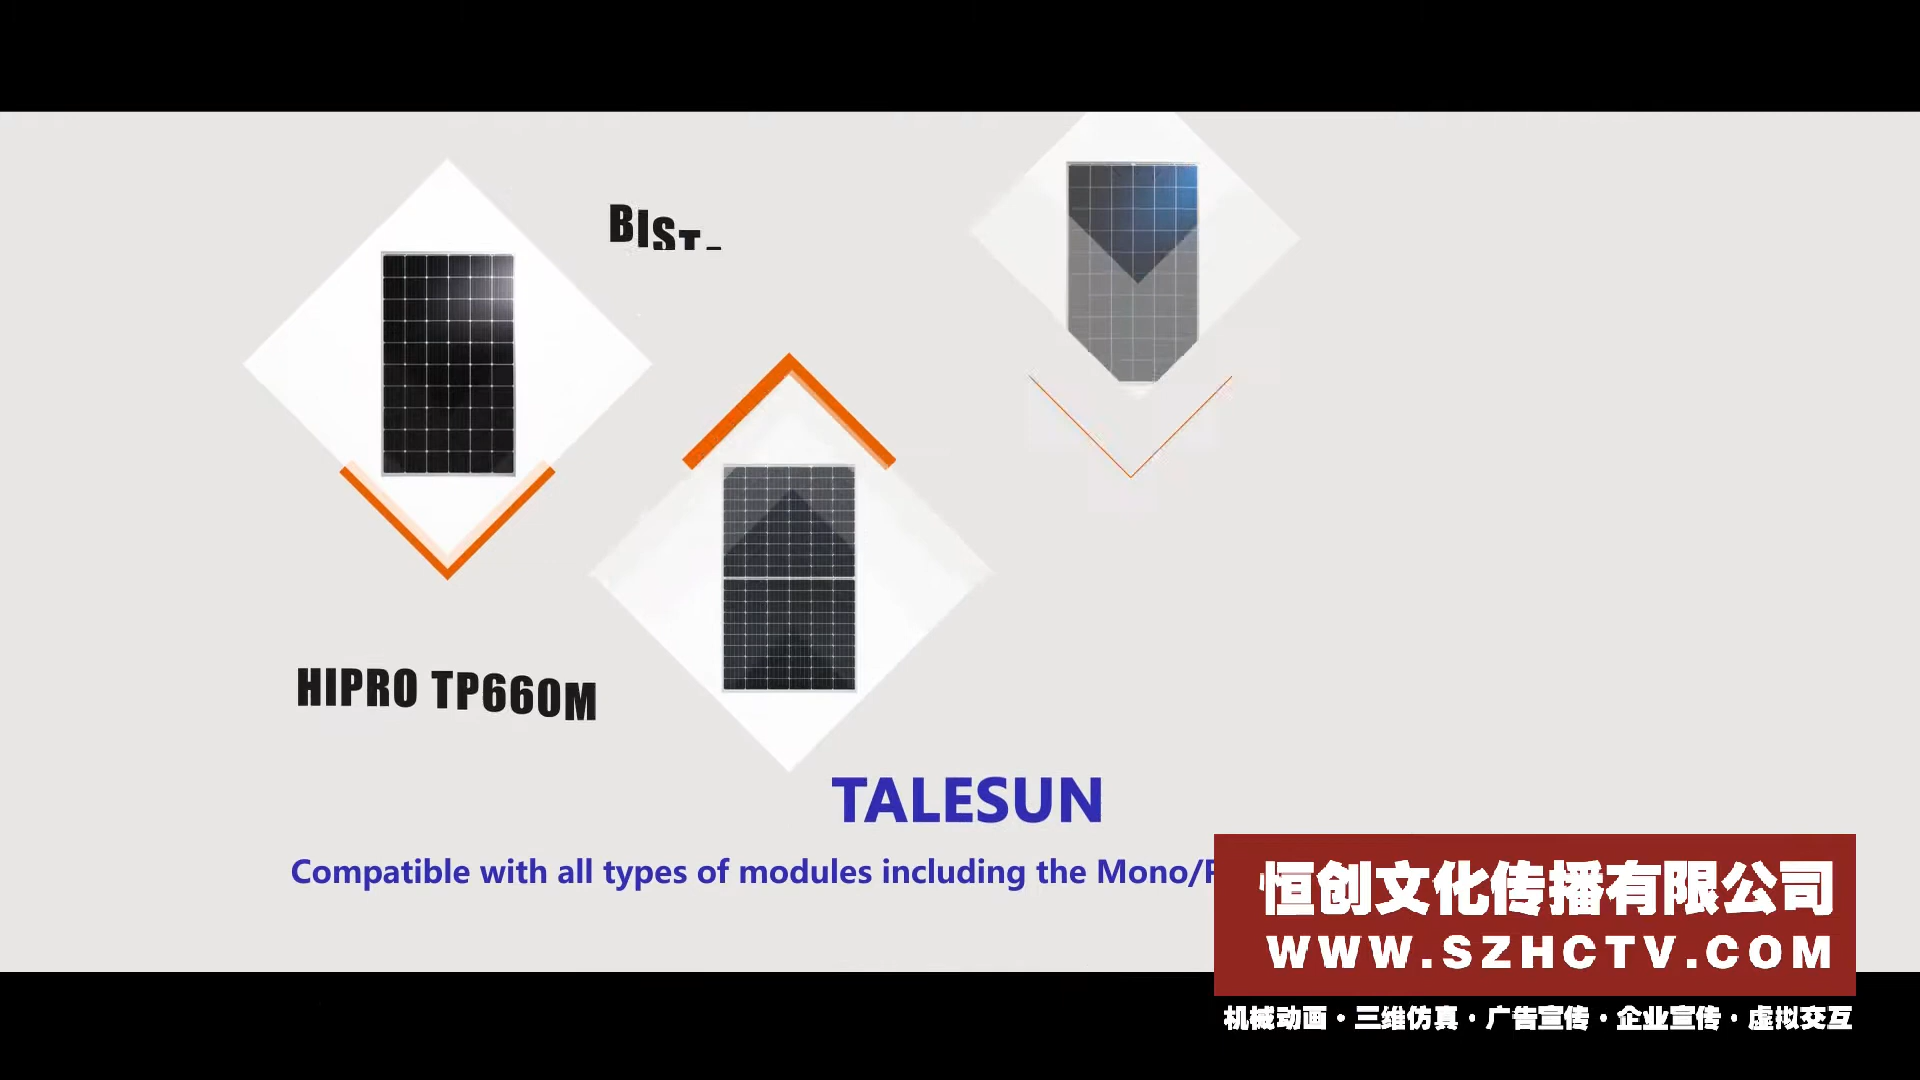 BIST
HIPRO TP660M
TALESUN
Compatible with all types of modules including the Mono/
恒创文化传播有限公司
WWW.SZHCTV.COM
机械动画·三维仿真·广告宣传·企业宣传·虚拟交互